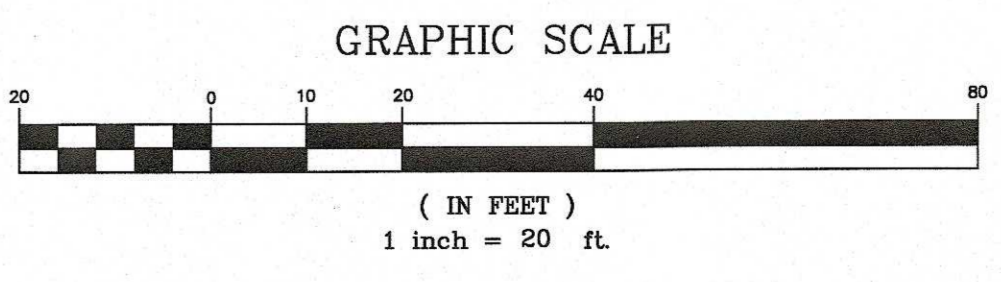 GRAPHIC SCALE
20 0 10 20 40 80
( IN FEET )
1 inch = 20 ft.